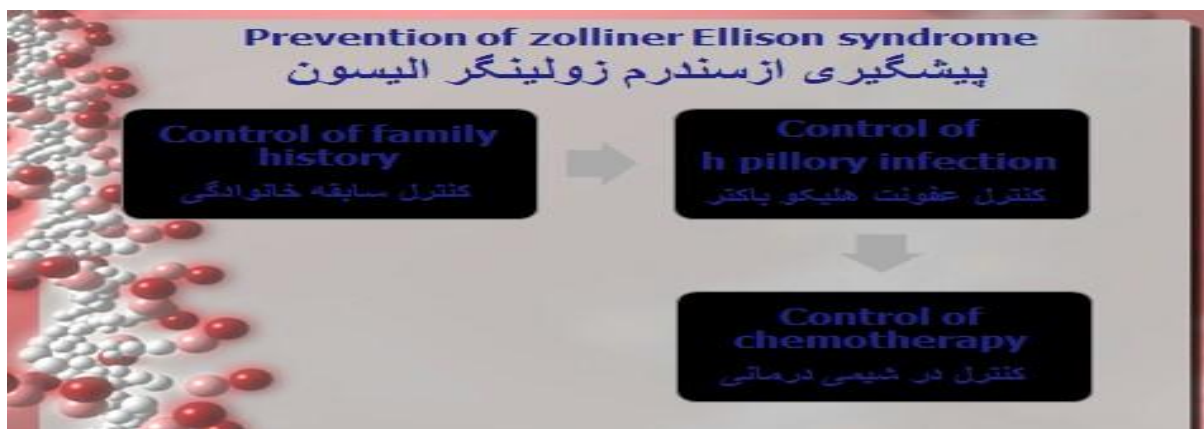 Prevention of zolliner Ellison syndrome
پیشگیری ازسندرم زولینگر الیسون
Control of family
history
کنترل سابقه خانوادگی
Control of
h pillory infection
کنترل عفونت هلیکو باکتر
Control of
chemotherapy
کنترل در شیمی درمانی